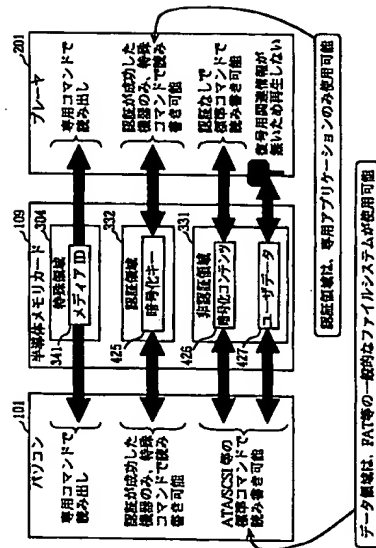 101
パソコン
専用コマンドで
読み出し
認証が成功した
機器のみ、特殊
コマンドで読み
書き可能
ATA/SCSI等の
標準コマンドで
読み書き可能
109
半導体メモリカード
304
特殊領域
メディアID
341
332
認証領域
暗号化キー
425
331
非認証領域
暗号化コンテンツ
426
ユーザデータ
427
201
プレーヤ
専用コマンドで
読み出し
認証が成功した
機器のみ、特殊
コマンドで読み
書き可能
認証なしで
標準コマンドで
読み書き可能
復号用関連情報が
無いため再生しない
認証領域は、専用アプリケーションのみ使用可能
データ領域は、FAT等の一般的なファイルシステムが使用可能